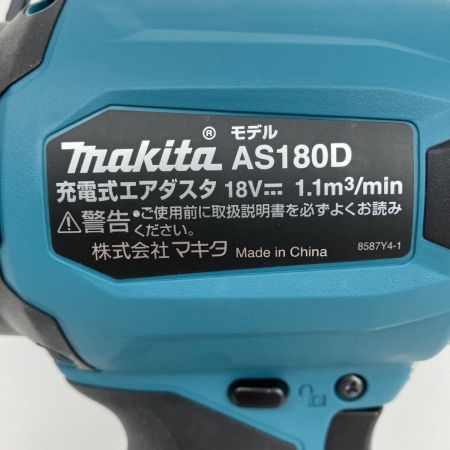 makita® モデル AS180D
充電式エアダスタ 18V⎓ 1.1m³/min
⚠警告 •ご使用前に取扱説明書を必ずよくお読み
ください。
株式会社 マキタ Made in China 8587Y4-1